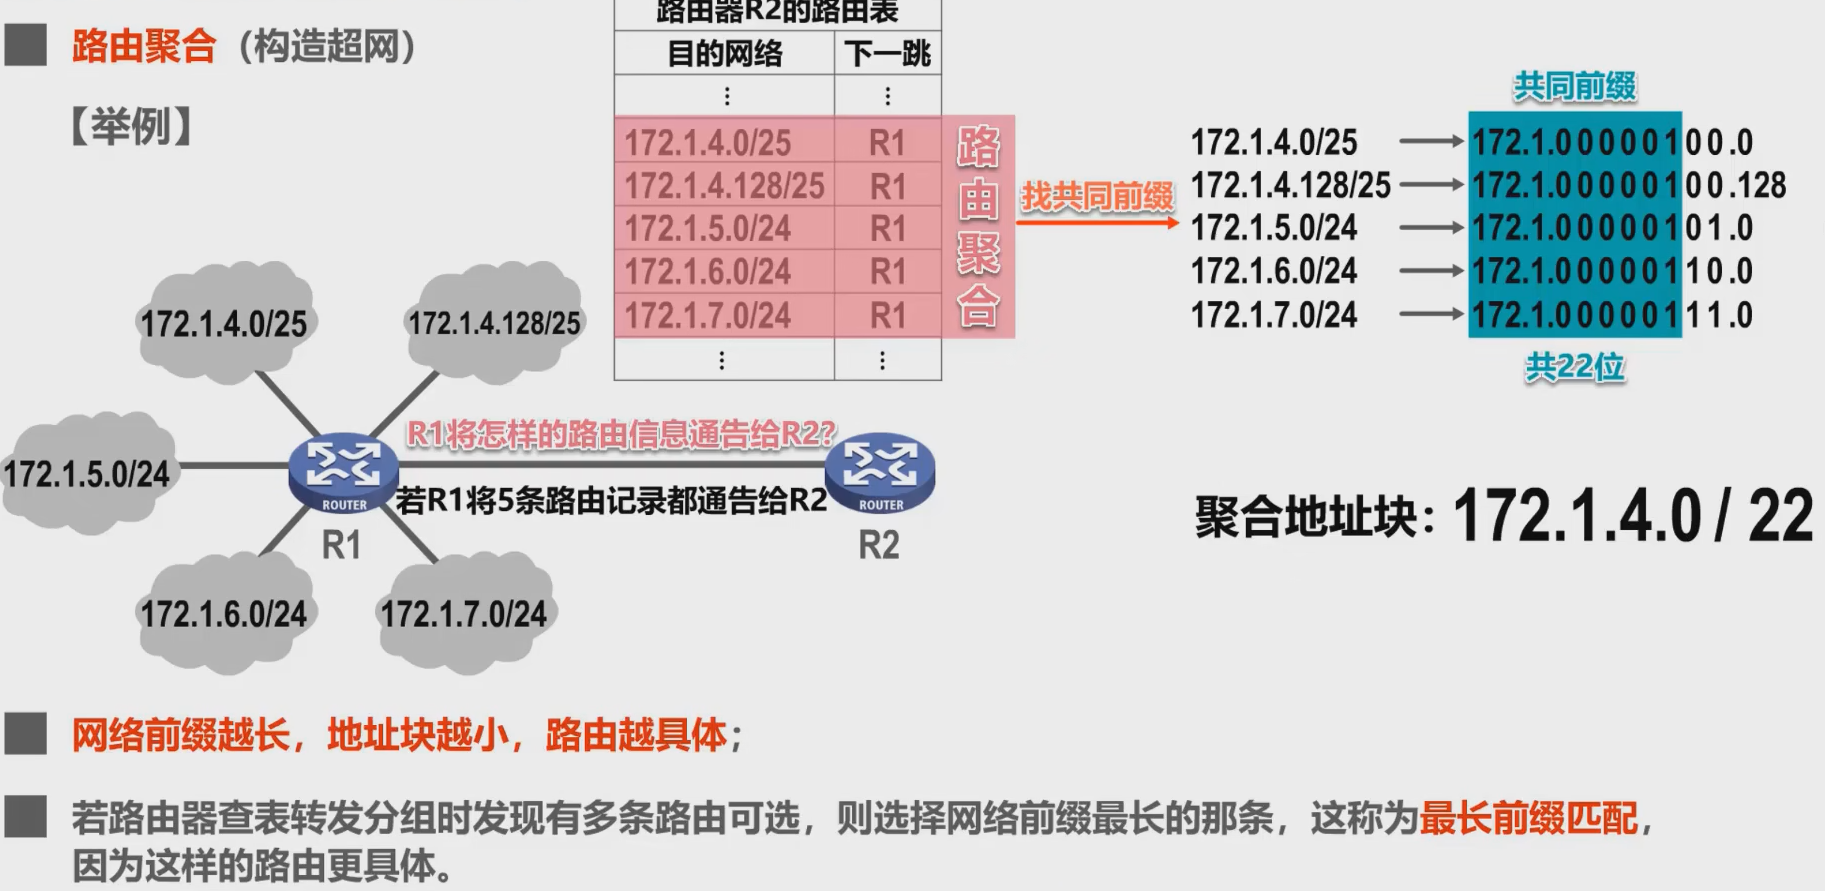 路由聚合（构造超网）
【举例】
路由器R2的路由表
目的网络 下一跳
⋮ ⋮
172.1.4.0/25 R1
172.1.4.128/25 R1
172.1.5.0/24 R1
172.1.6.0/24 R1
172.1.7.0/24 R1
⋮ ⋮
路由聚合
找共同前缀
共同前缀
172.1.4.0/25 172.1.00000100.0
172.1.4.128/25 172.1.00000100.128
172.1.5.0/24 172.1.00000101.0
172.1.6.0/24 172.1.00000110.0
172.1.7.0/24 172.1.00000111.0
共22位
172.1.4.0/25
172.1.4.128/25
172.1.5.0/24
172.1.6.0/24
172.1.7.0/24
R1将怎样的路由信息通告给R2?
若R1将5条路由记录都通告给R2
ROUTER
R1
ROUTER
R2
聚合地址块：172.1.4.0 / 22
网络前缀越长，地址块越小，路由越具体；
若路由器查表转发分组时发现有多条路由可选，则选择网络前缀最长的那条，这称为最长前缀匹配，
因为这样的路由更具体。